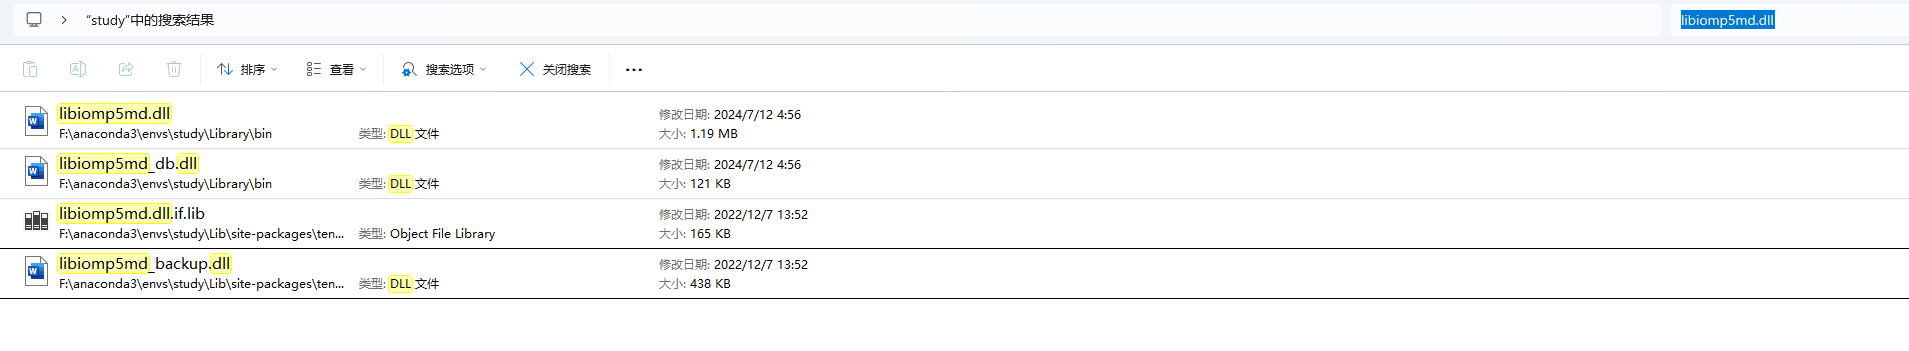 “study”中的搜索结果
libiomp5md.dll
排序
查看
搜索选项
关闭搜索
libiomp5md.dll
F:\anaconda3\envs\study\Library\bin
类型: DLL 文件
修改日期: 2024/7/12 4:56
大小: 1.19 MB
libiomp5md_db.dll
F:\anaconda3\envs\study\Library\bin
类型: DLL 文件
修改日期: 2024/7/12 4:56
大小: 121 KB
libiomp5md.dll.if.lib
F:\anaconda3\envs\study\Lib\site-packages\ten...
类型: Object File Library
修改日期: 2022/12/7 13:52
大小: 165 KB
libiomp5md_backup.dll
F:\anaconda3\envs\study\Lib\site-packages\ten...
类型: DLL 文件
修改日期: 2022/12/7 13:52
大小: 438 KB